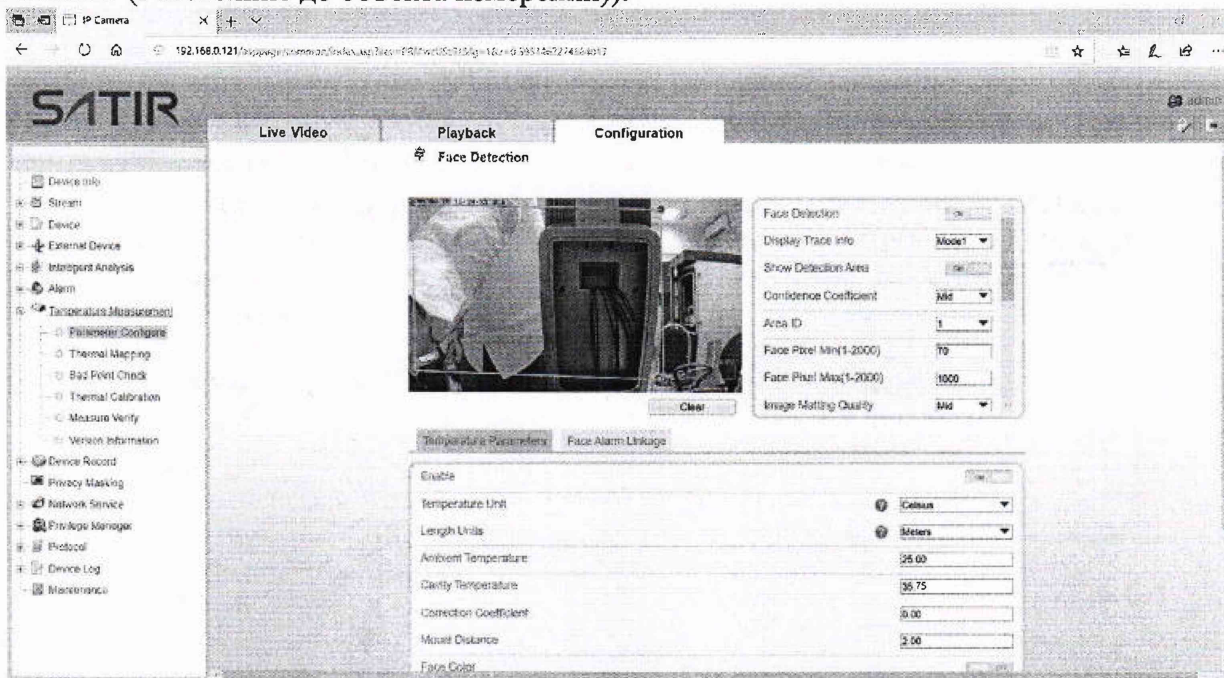 IP Camera
192.168.0.121/
SATIR
admin
Live Video Playback Configuration
Face Detection
Device Info
Stream
Device
External Device
Intelligent Analysis
Alarm
Temperature Measurement
Parameter Configure
Thermal Mapping
Bad Point Check
Thermal Calibration
Measure Verify
Version Information
Device Record
Privacy Masking
Network Service
Privilege Manager
Protocol
Device Log
Maintenance
Face Detection
Display Trace Info Mode1
Show Detection Area
Confidence Coefficient Mid
Area ID 1
Face Pixel Min(1-2000) 70
Face Pixel Max(1-2000) 1000
Image Matting Quality Mid
Clear
Temperature Parameters Face Alarm Linkage
Enable
Temperature Unit Celsius
Length Units Meters
Ambient Temperature 25.00
Cavity Temperature 35.75
Correction Coefficient 0.00
Mount Distance 2.00
Face Color